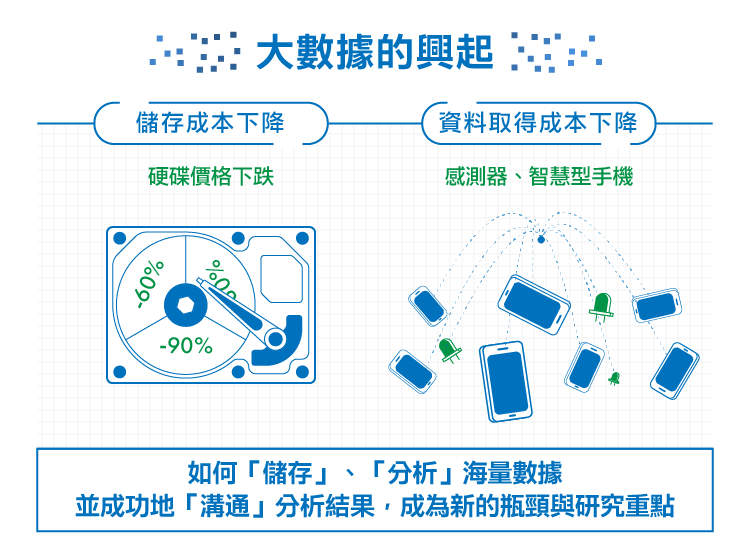 大數據的興起
儲存成本下降
資料取得成本下降
硬碟價格下跌
感測器、智慧型手機
-60%
-90%
如何「儲存」、「分析」海量數據
並成功地「溝通」分析結果，成為新的瓶頸與研究重點